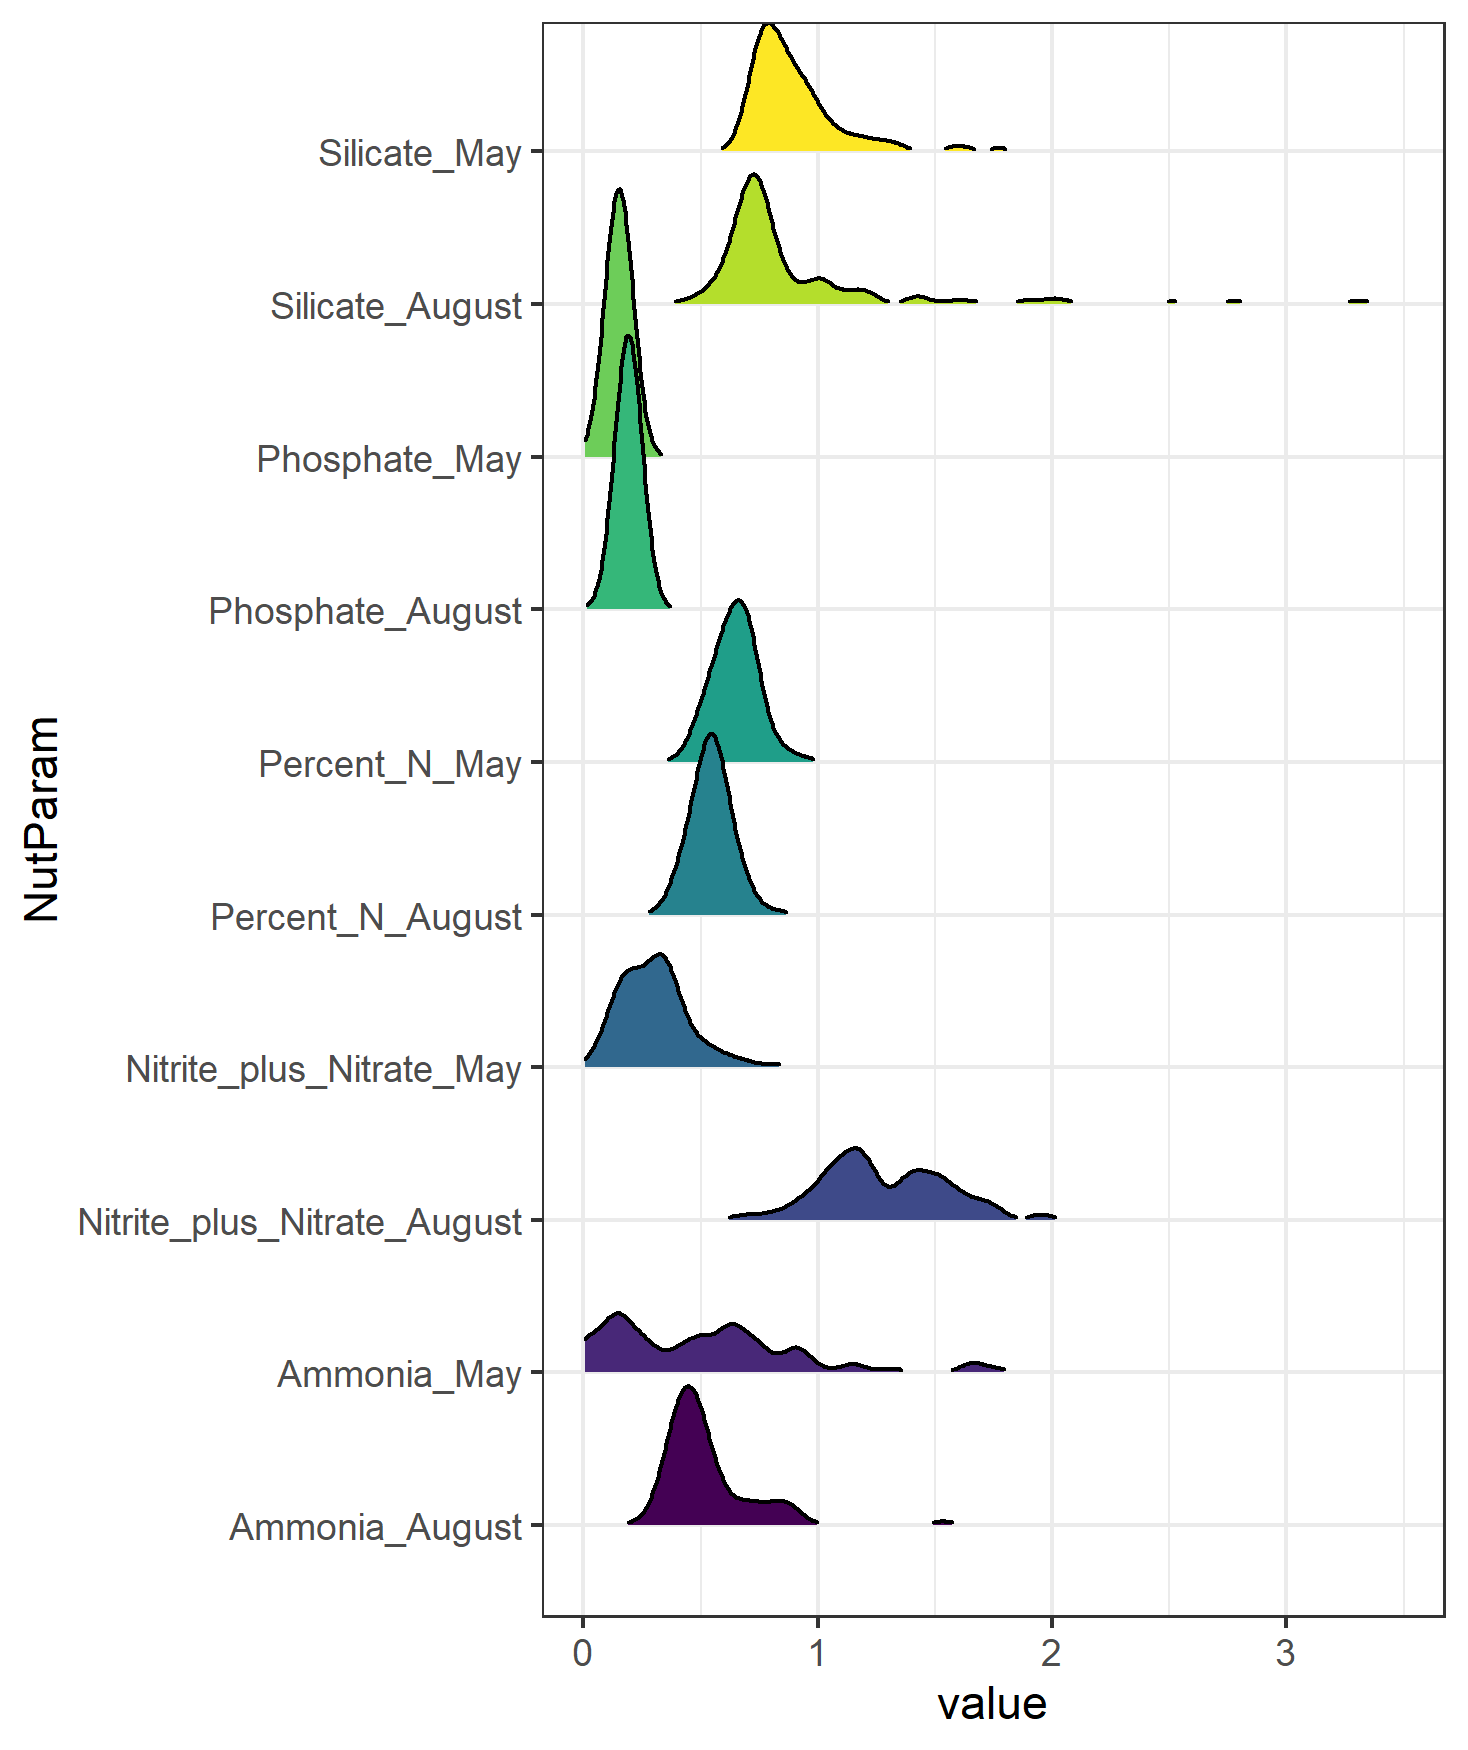 NutParam
Silicate_May
Silicate_August
Phosphate_May
Phosphate_August
Percent_N_May
Percent_N_August
Nitrite_plus_Nitrate_May
Nitrite_plus_Nitrate_August
Ammonia_May
Ammonia_August
0 1 2 3
value